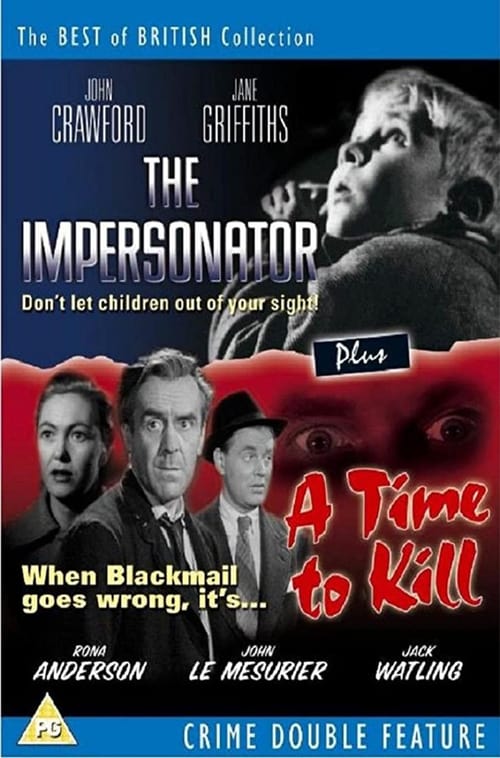 The BEST of BRITISH Collection
JOHN
CRAWFORD
JANE
GRIFFITHS
THE
IMPERSONATOR
Don't let children out of your sight!
Plus
A Time
to Kill
When Blackmail
goes wrong, it's...
RONA
ANDERSON
JOHN
LE MESURIER
JACK
WATLING
PG
CRIME DOUBLE FEATURE